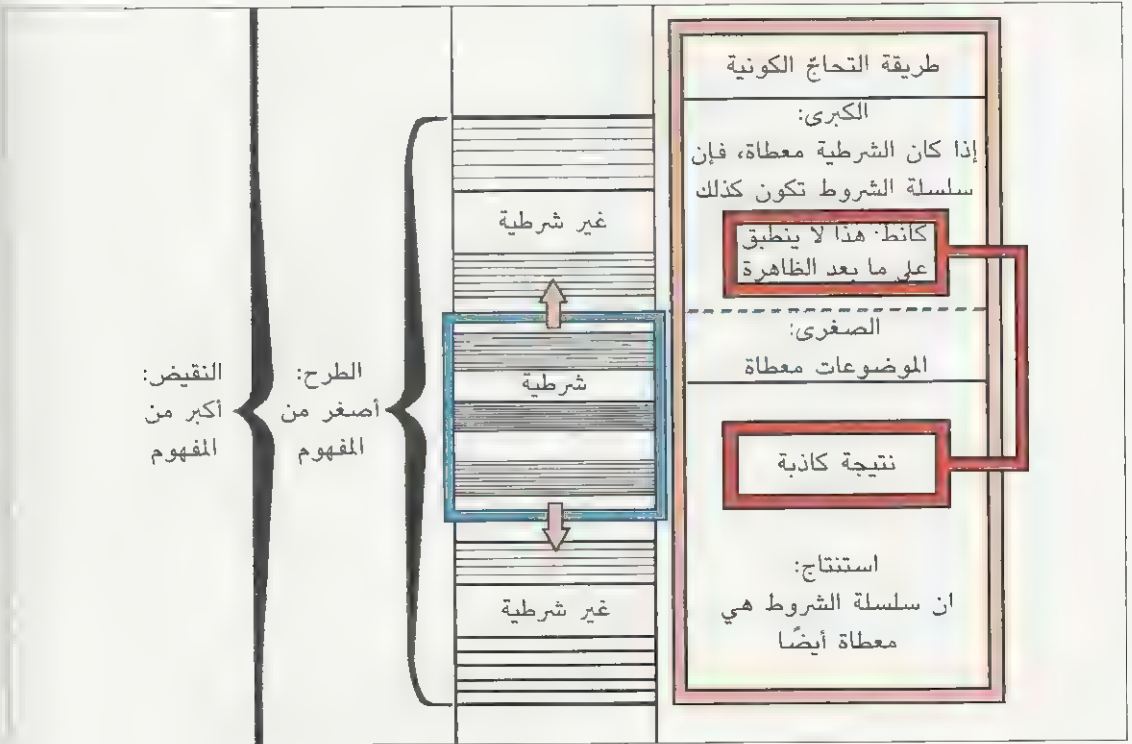 طريقة التحاجّ الكونية
الكبرى:
إذا كان الشرطية معطاة، فإن
سلسلة الشروط تكون كذلك
كانط: هذا لا ينطبق
على ما بعد الظاهرة
الصغرى:
الموضوعات معطاة
نتيجة كاذبة
استنتاج:
ان سلسلة الشروط هي
معطاة أيضًا
غير شرطية
شرطية
غير شرطية
الطرح:
أصغر من
المفهوم
النقيض:
أكبر من
المفهوم